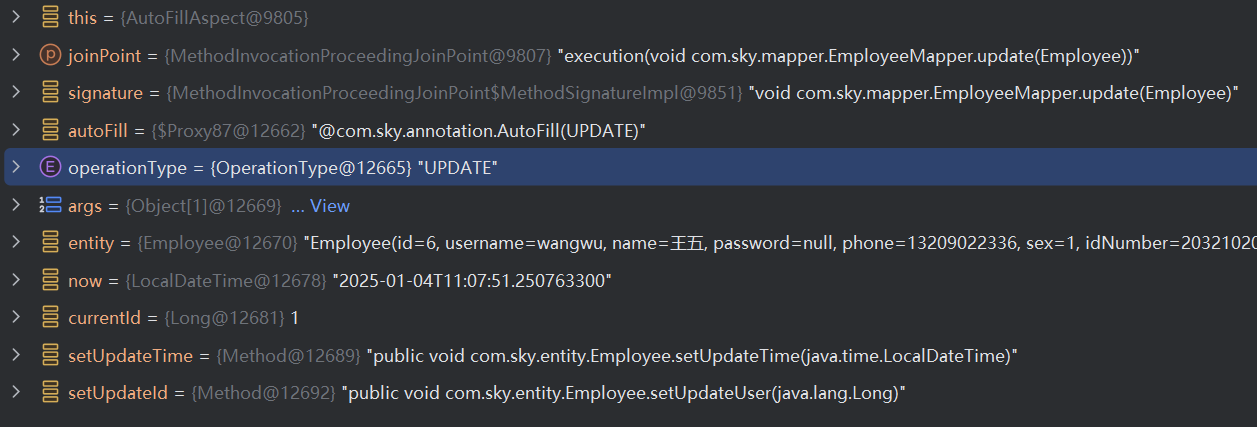 this = {AutoFillAspect@9805}
p joinPoint = {MethodInvocationProceedingJoinPoint@9807} "execution(void com.sky.mapper.EmployeeMapper.update(Employee))"
signature = {MethodInvocationProceedingJoinPoint$MethodSignatureImpl@9851} "void com.sky.mapper.EmployeeMapper.update(Employee)"
autoFill = {$Proxy87@12662} "@com.sky.annotation.AutoFill(UPDATE)"
E operationType = {OperationType@12665} "UPDATE"
12 args = {Object[1]@12669} ... View
entity = {Employee@12670} "Employee(id=6, username=wangwu, name=王五, password=null, phone=13209022336, sex=1, idNumber=20321020
now = {LocalDateTime@12678} "2025-01-04T11:07:51.250763300"
currentId = {Long@12681} 1
setUpdateTime = {Method@12689} "public void com.sky.entity.Employee.setUpdateTime(java.time.LocalDateTime)"
setUpdateId = {Method@12692} "public void com.sky.entity.Employee.setUpdateUser(java.lang.Long)"